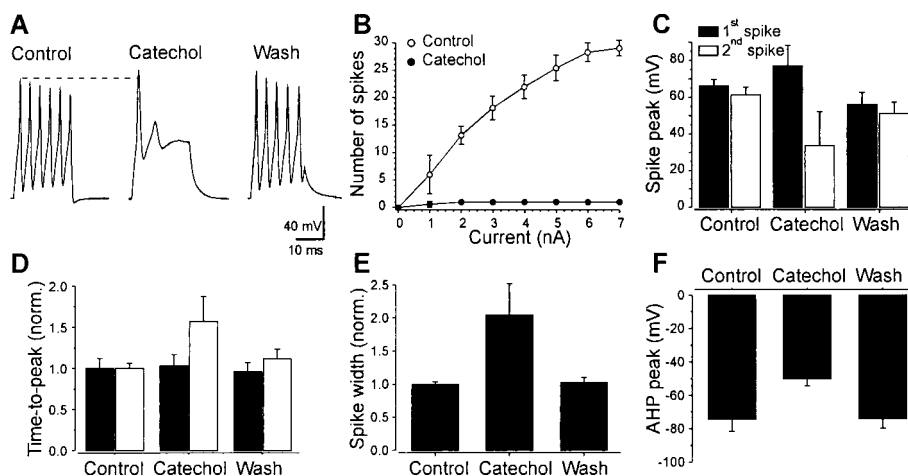 A
Control
Catechol
Wash
40 mV
10 ms
B
Number of spikes
30
25
20
15
10
5
0
Control
Catechol
0 1 2 3 4 5 6 7
Current (nA)
C
1st spike
2nd spike
Spike peak (mV)
80
60
40
20
0
Control Catechol Wash
D
Time-to-peak (norm.)
2.0
1.5
1.0
0.5
0.0
Control Catechol Wash
E
Spike width (norm.)
2.5
2.0
1.5
1.0
0.5
0.0
Control Catechol Wash
F
Control Catechol Wash
AHP peak (mV)
0
-20
-40
-60
-80
-100